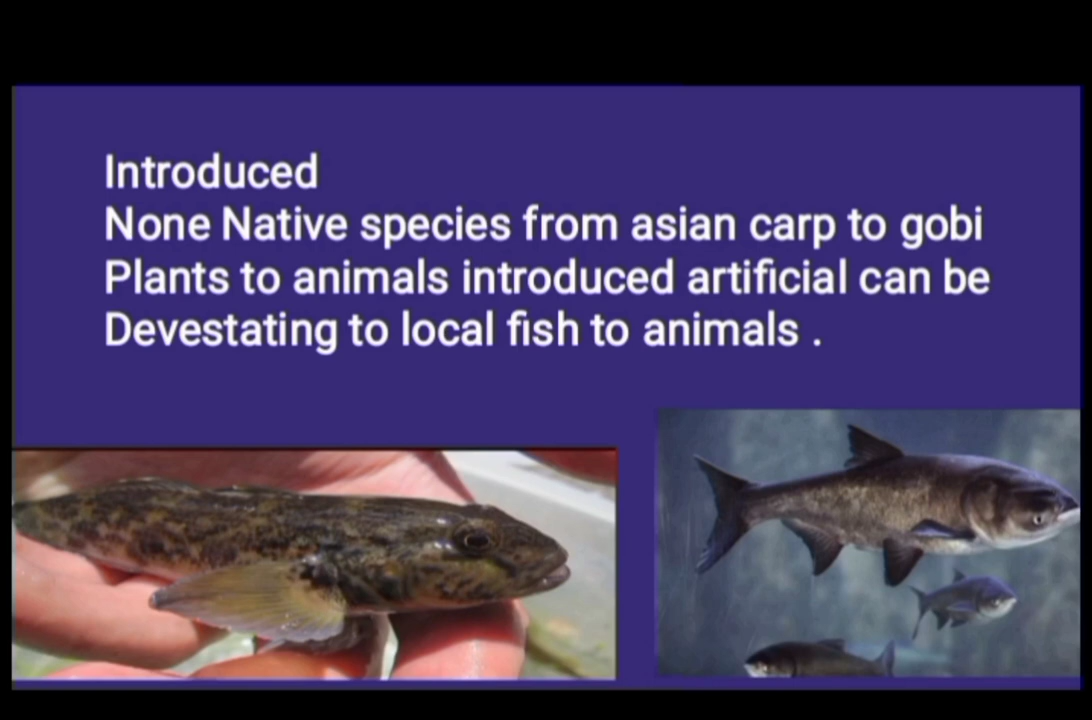 Introduced
None Native species from asian carp to gobi
Plants to animals introduced artificial can be
Devestating to local fish to animals .